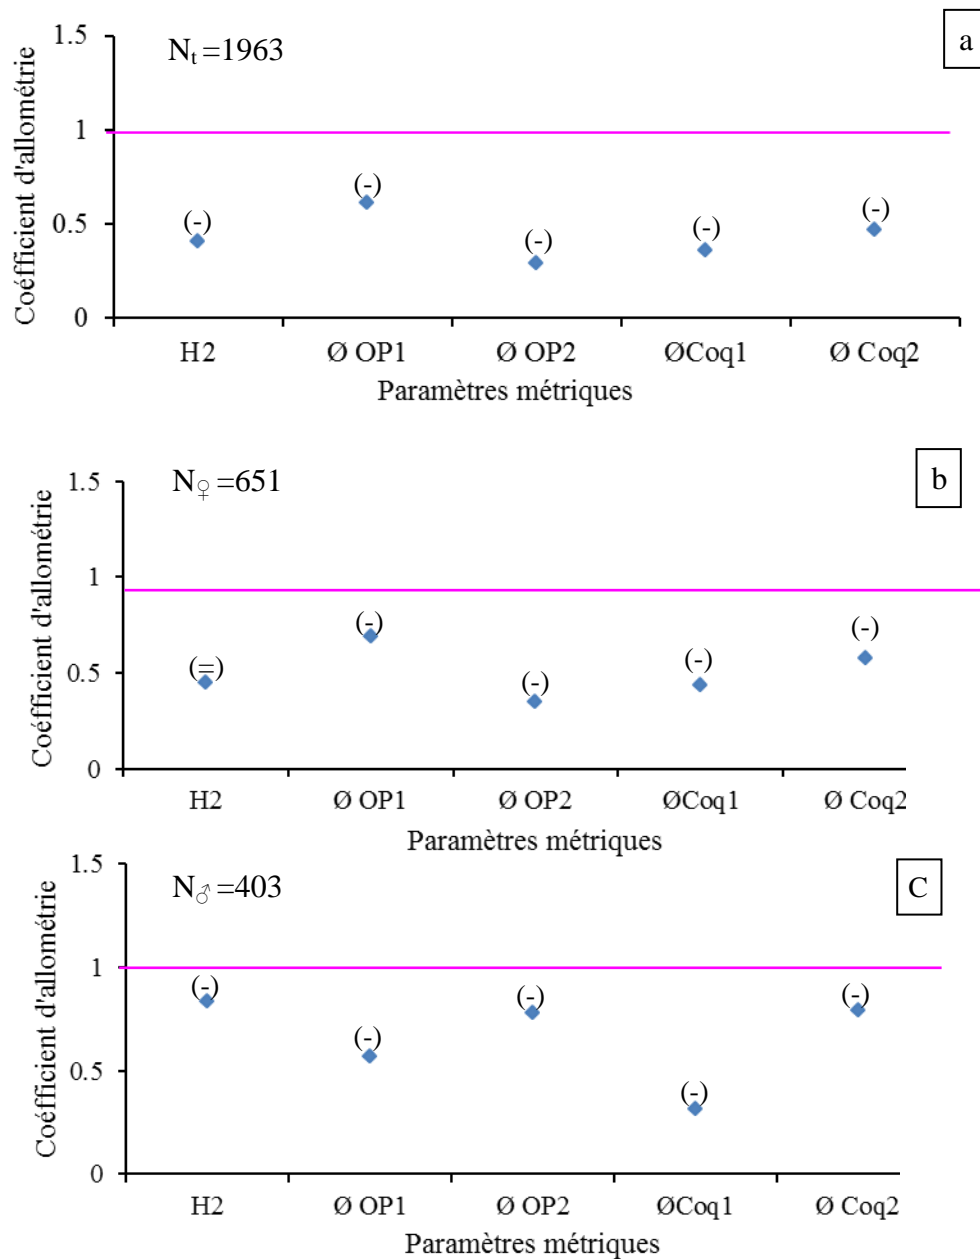 1.5
Nt =1963
a
1
0.5
0
(-)
(-)
(-)
(-)
(-)
Coéfficient d'allométrie
H2
Ø OP1
Ø OP2
ØCoq1
Ø Coq2
Paramètres métriques
1.5
N♀ =651
b
1
0.5
0
(=)
(-)
(-)
(-)
(-)
Coéfficient d'allométrie
H2
Ø OP1
Ø OP2
ØCoq1
Ø Coq2
Paramètres métriques
1.5
N♂ =403
C
1
0.5
0
(-)
(-)
(-)
(-)
(-)
Coéfficient d'allométrie
H2
Ø OP1
Ø OP2
ØCoq1
Ø Coq2
Paramètres métriques